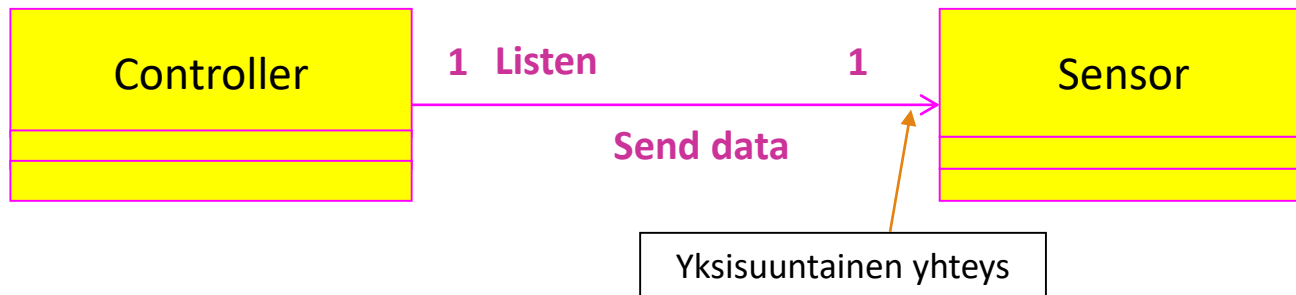 Controller
1 Listen 1
Sensor
Send data
Yksisuuntainen yhteys